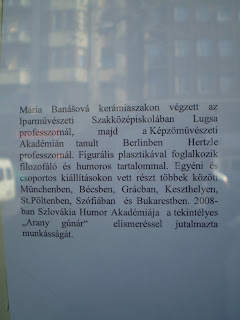 Mária Banášová kerámiaszakon végzett az
Iparművészeti Szakközépiskolában Lugsa
professzornál, majd a Képzőművészeti
Akadémián tanult Berlinben Hertzle
professzornál. Figurális plasztikával foglalkozik
filozofáló és humoros tartalommal. Egyéni és
csoportos kiállításokon vett részt többek között
Münchenben, Bécsben, Grácban, Keszthelyen,
St.Pöltenben, Szófiában és Bukarestben. 2008-
ban Szlovákia Humor Akadémiája a tekintélyes
„Arany gúnár" elismeréssel jutalmazta
munkásságát.